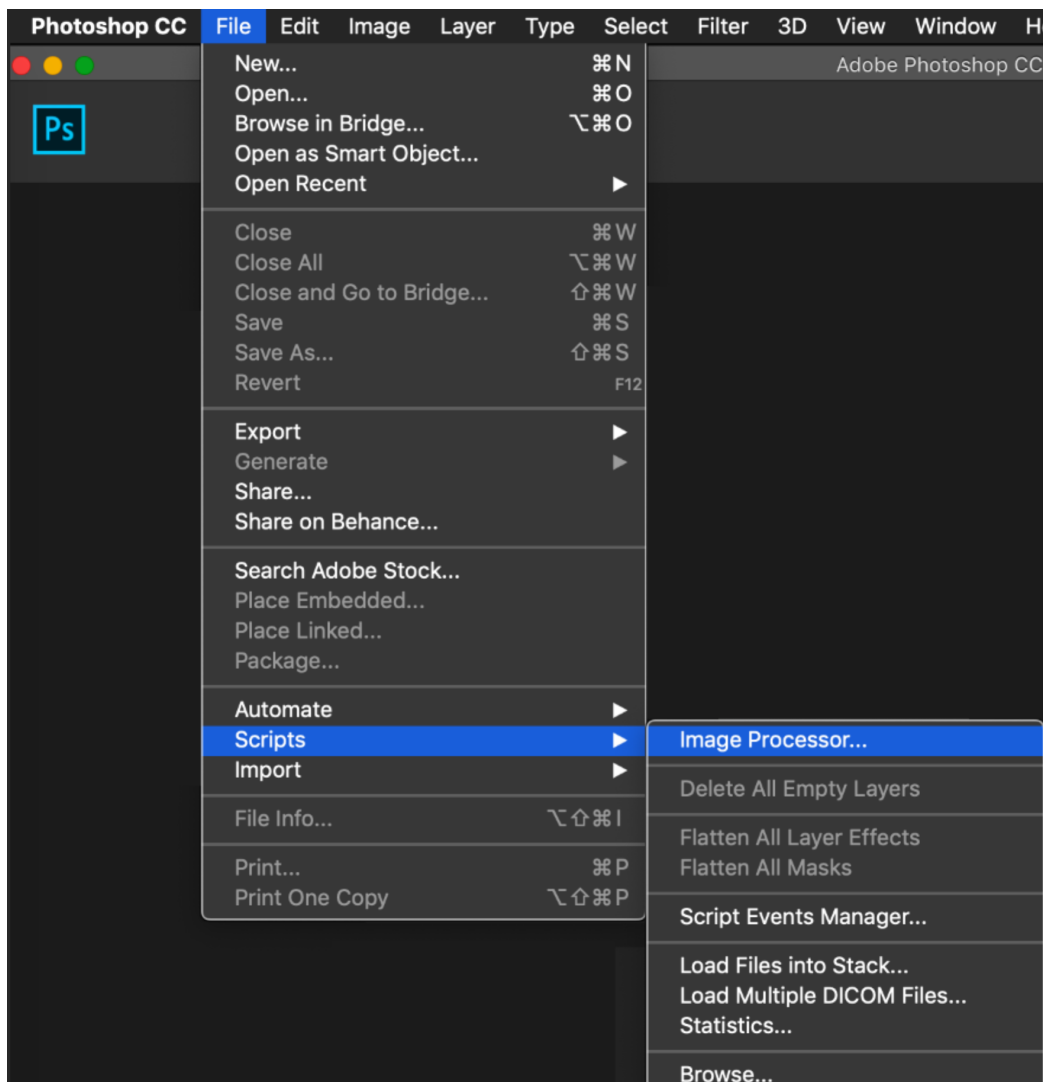 Photoshop CC File Edit Image Layer Type Select Filter 3D View Window H
Adobe Photoshop CC
Ps
New... ⌘N
Open... ⌘O
Browse in Bridge... ⌥⌘O
Open as Smart Object...
Open Recent ▶
Close ⌘W
Close All ⌥⌘W
Close and Go to Bridge... ⇧⌘W
Save ⌘S
Save As... ⇧⌘S
Revert F12
Export ▶
Generate ▶
Share...
Share on Behance...
Search Adobe Stock...
Place Embedded...
Place Linked...
Package...
Automate ▶
Scripts ▶
Import ▶
File Info... ⌥⇧⌘I
Print... ⌘P
Print One Copy ⌥⇧⌘P
Image Processor...
Delete All Empty Layers
Flatten All Layer Effects
Flatten All Masks
Script Events Manager...
Load Files into Stack...
Load Multiple DICOM Files...
Statistics...
Browse...